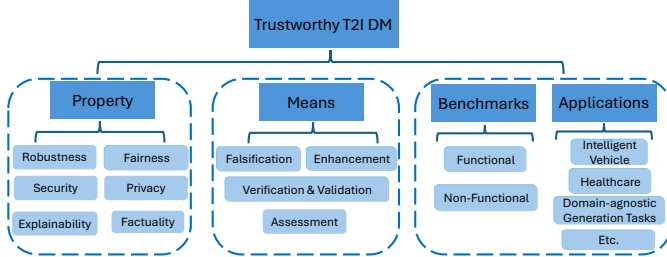 Trustworthy T2I DM
Property
Robustness
Fairness
Security
Privacy
Explainability
Factuality
Means
Falsification
Enhancement
Verification & Validation
Assessment
Benchmarks
Functional
Non-Functional
Applications
Intelligent
Vehicle
Healthcare
Domain-agnostic
Generation Tasks
Etc.